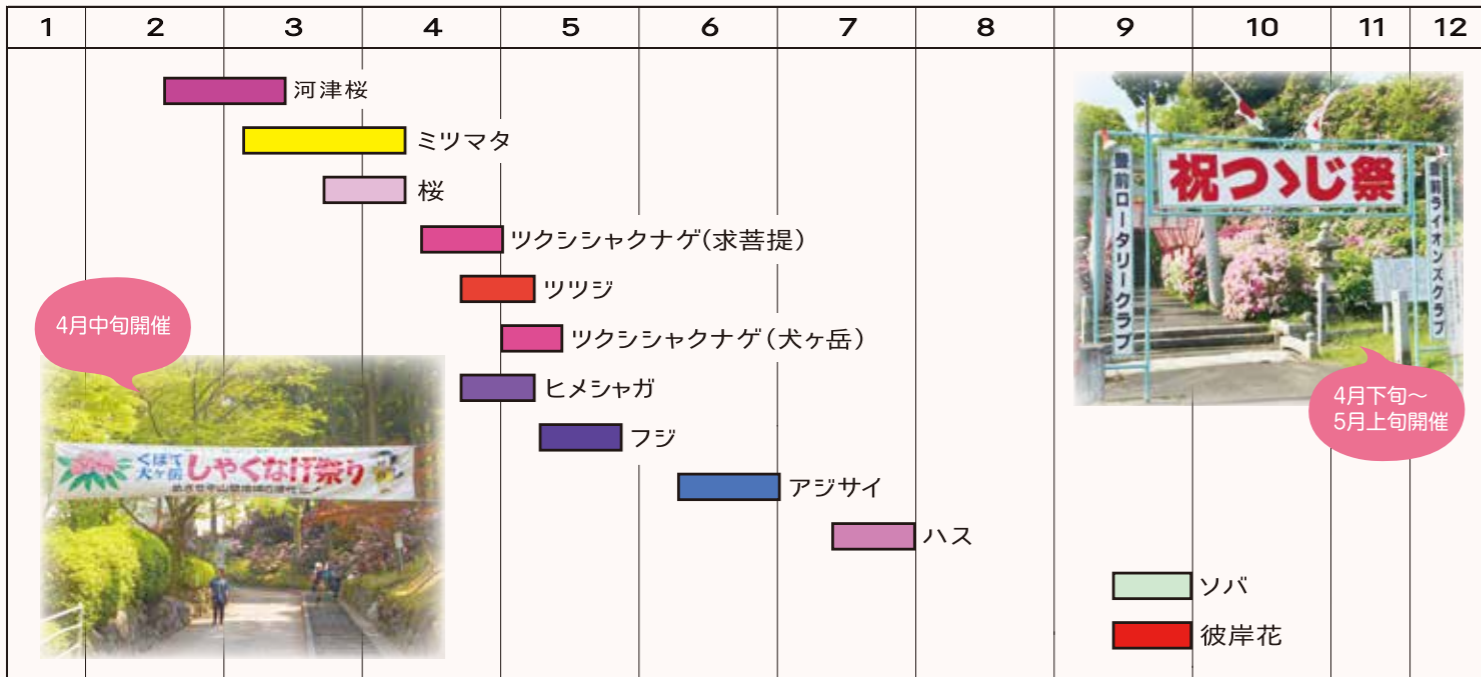 1 2 3 4 5 6 7 8 9 10 11 12
河津桜
ミツマタ
桜
ツクシシャクナゲ(求菩提)
ツツジ
ツクシシャクナゲ(犬ヶ岳)
ヒメシャガ
フジ
アジサイ
ハス
ソバ
彼岸花
4月中旬開催
くぼて
犬ヶ岳
しゃくなげ祭り
祝つゝじ祭
豊前ロータリークラブ
豊前ライオンズクラブ
4月下旬～
5月上旬開催